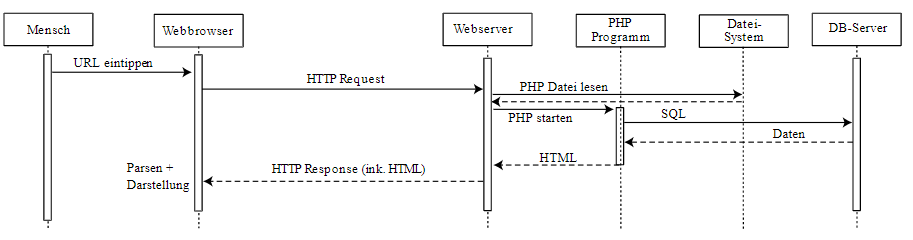 Mensch
Webbrowser
Webserver
PHP
Programm
Datei-
System
DB-Server
URL eintippen
HTTP Request
PHP Datei lesen
PHP starten
SQL
Daten
HTML
Parsen +
Darstellung
HTTP Response (ink. HTML)